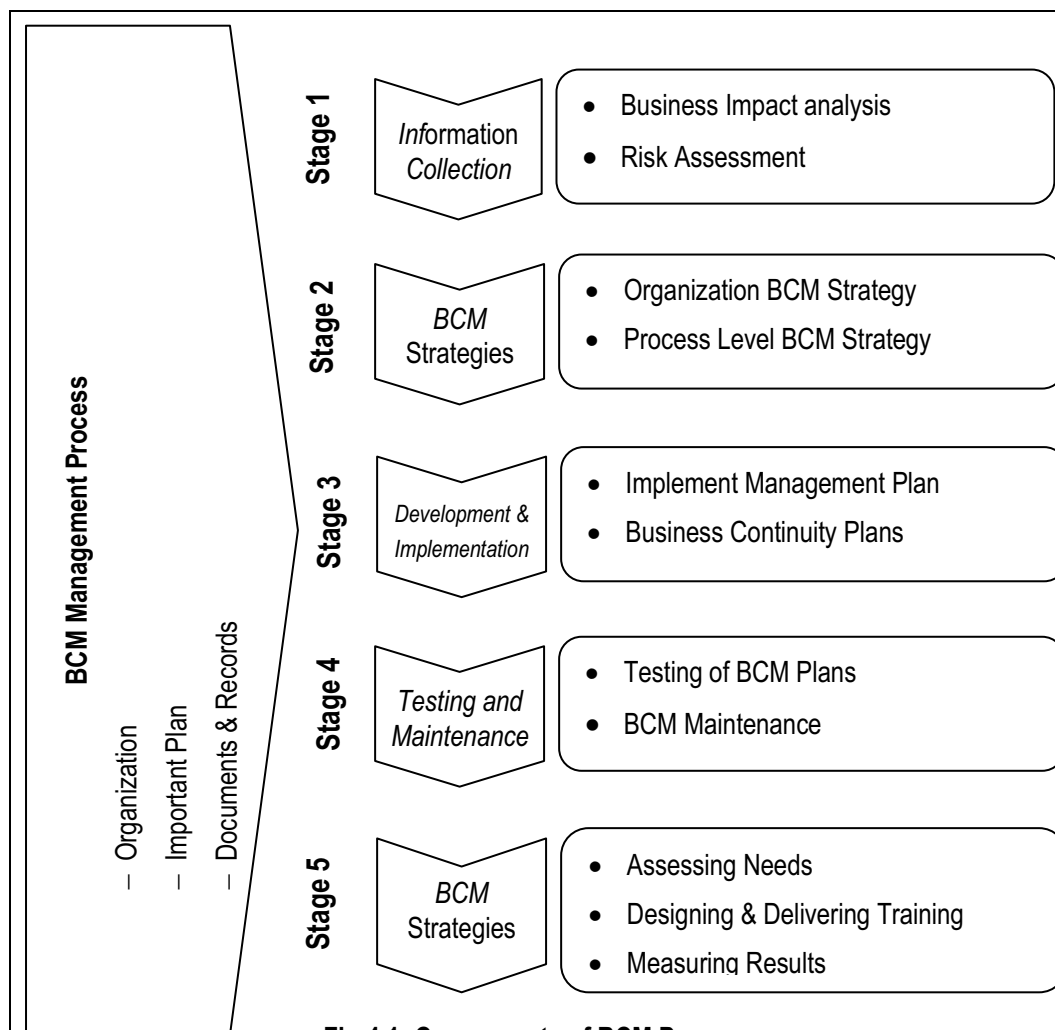 BCM Management Process
– Organization
– Important Plan
– Documents & Records
Stage 1
Information
Collection
• Business Impact analysis
• Risk Assessment
Stage 2
BCM
Strategies
• Organization BCM Strategy
• Process Level BCM Strategy
Stage 3
Development &
Implementation
• Implement Management Plan
• Business Continuity Plans
Stage 4
Testing and
Maintenance
• Testing of BCM Plans
• BCM Maintenance
Stage 5
BCM
Strategies
• Assessing Needs
• Designing & Delivering Training
• Measuring Results